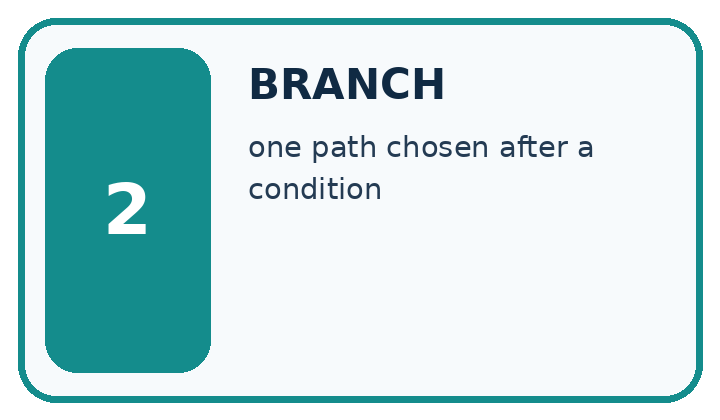 2
BRANCH
one path chosen after a
condition